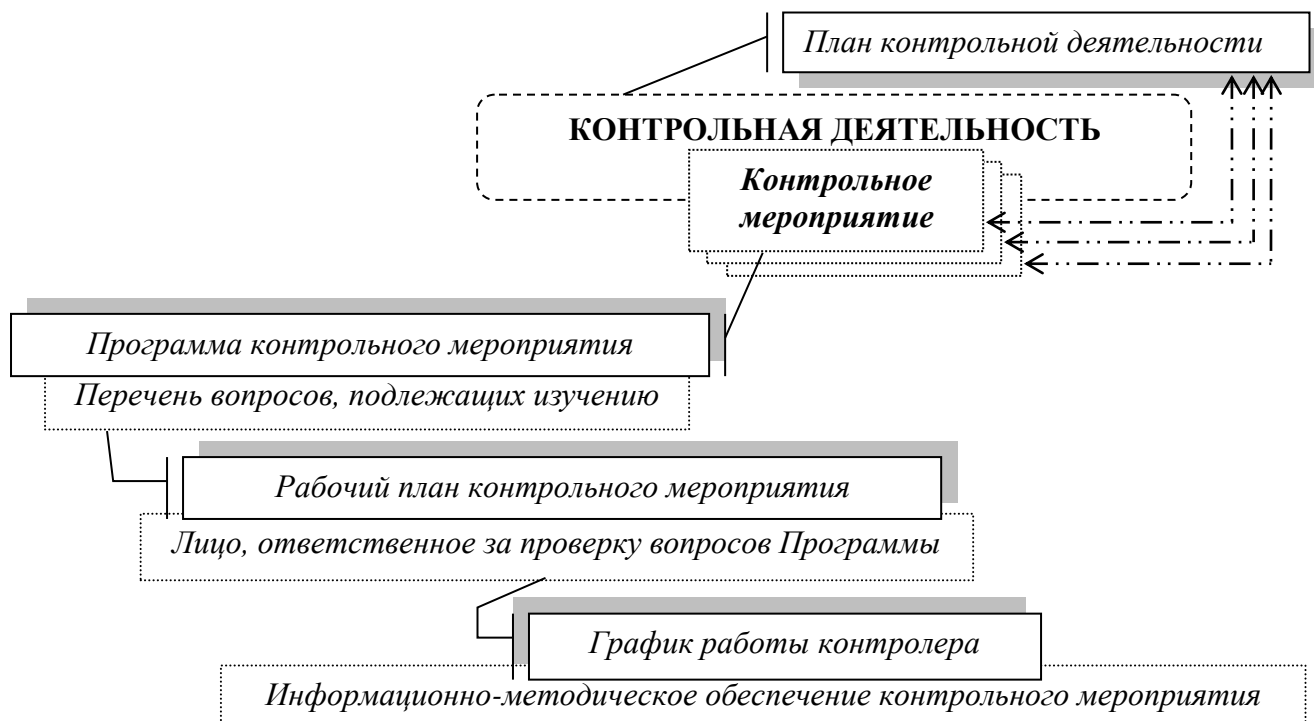 План контрольной деятельности
КОНТРОЛЬНАЯ ДЕЯТЕЛЬНОСТЬ
Контрольное
мероприятие
Программа контрольного мероприятия
Перечень вопросов, подлежащих изучению
Рабочий план контрольного мероприятия
Лицо, ответственное за проверку вопросов Программы
График работы контролера
Информационно-методическое обеспечение контрольного мероприятия